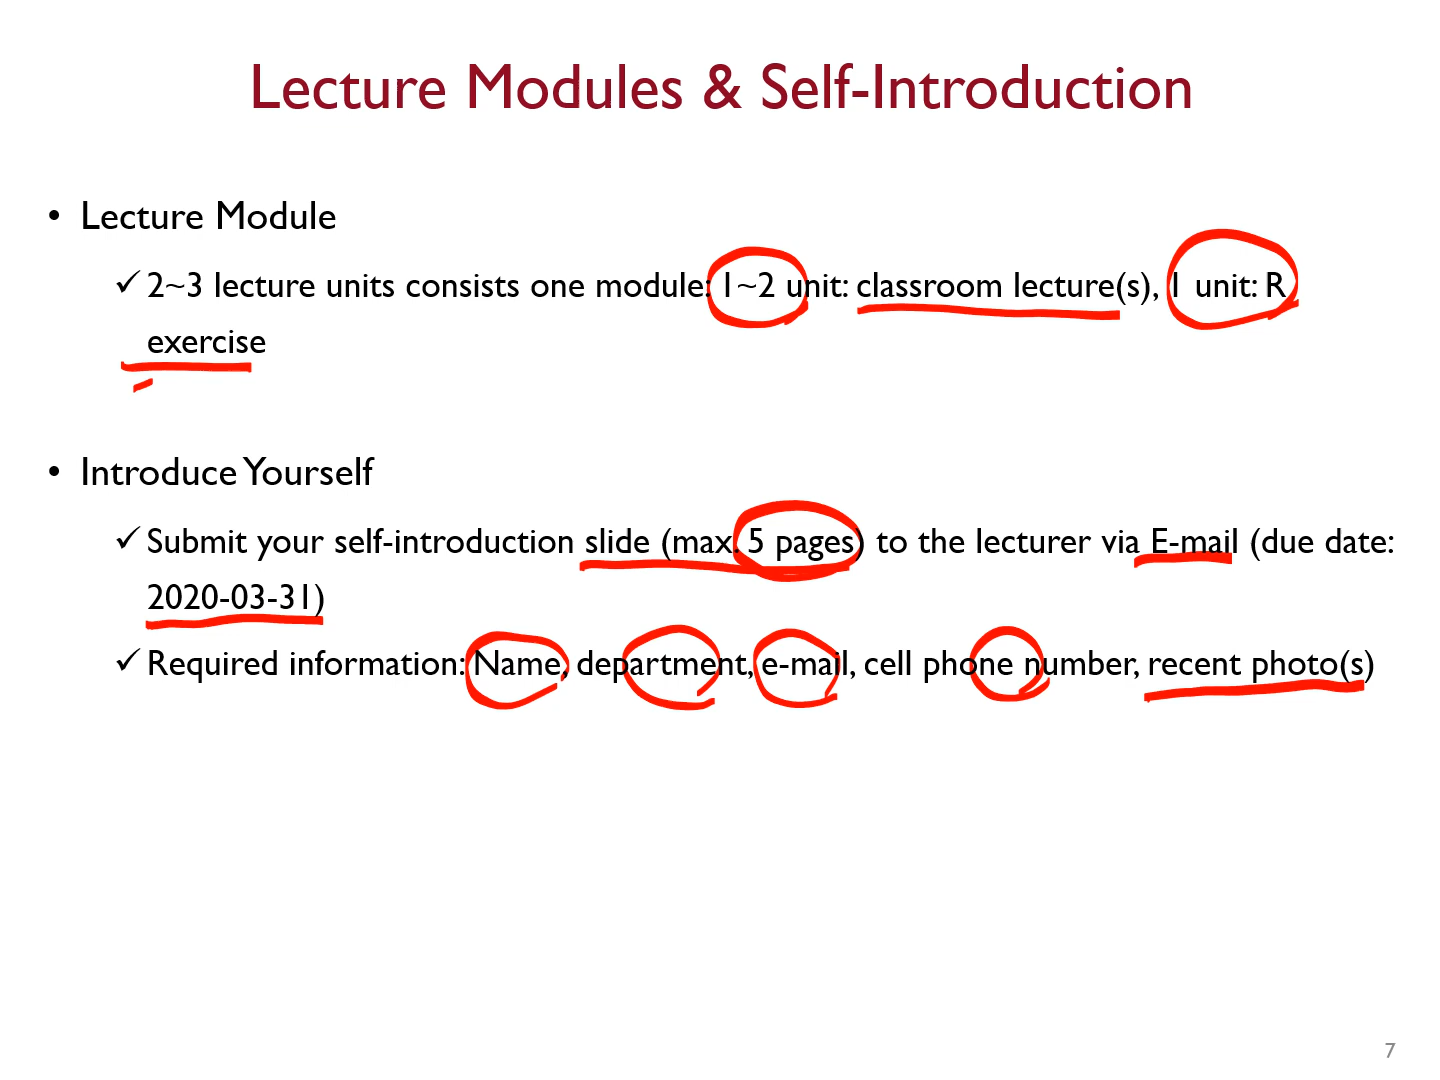 Lecture Modules & Self-Introduction
• Lecture Module
✓ 2~3 lecture units consists one module: 1~2 unit: classroom lecture(s), 1 unit: R
exercise
• Introduce Yourself
✓ Submit your self-introduction slide (max. 5 pages) to the lecturer via E-mail (due date:
2020-03-31)
✓ Required information: Name, department, e-mail, cell phone number, recent photo(s)
7